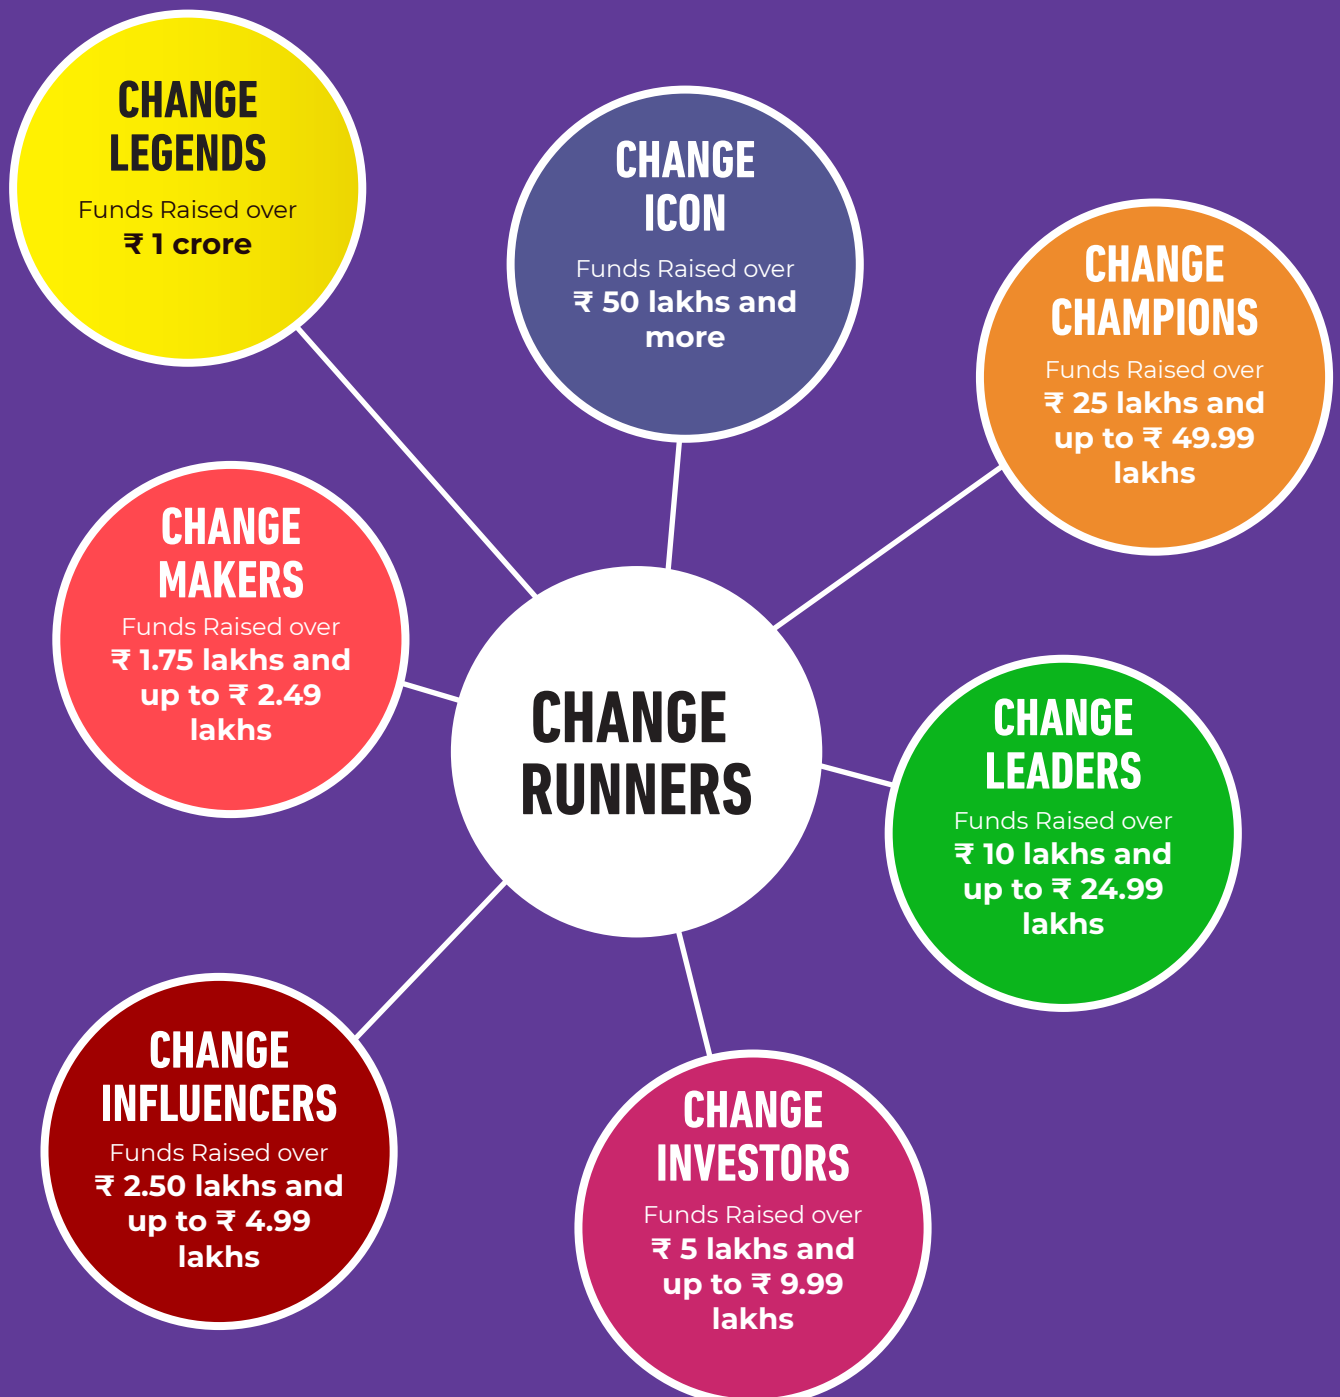 CHANGE
LEGENDS
Funds Raised over
₹ 1 crore
CHANGE
ICON
Funds Raised over
₹ 50 lakhs and
more
CHANGE
CHAMPIONS
Funds Raised over
₹ 25 lakhs and
up to ₹ 49.99
lakhs
CHANGE
MAKERS
Funds Raised over
₹ 1.75 lakhs and
up to ₹ 2.49
lakhs
CHANGE
RUNNERS
CHANGE
LEADERS
Funds Raised over
₹ 10 lakhs and
up to ₹ 24.99
lakhs
CHANGE
INFLUENCERS
Funds Raised over
₹ 2.50 lakhs and
up to ₹ 4.99
lakhs
CHANGE
INVESTORS
Funds Raised over
₹ 5 lakhs and
up to ₹ 9.99
lakhs